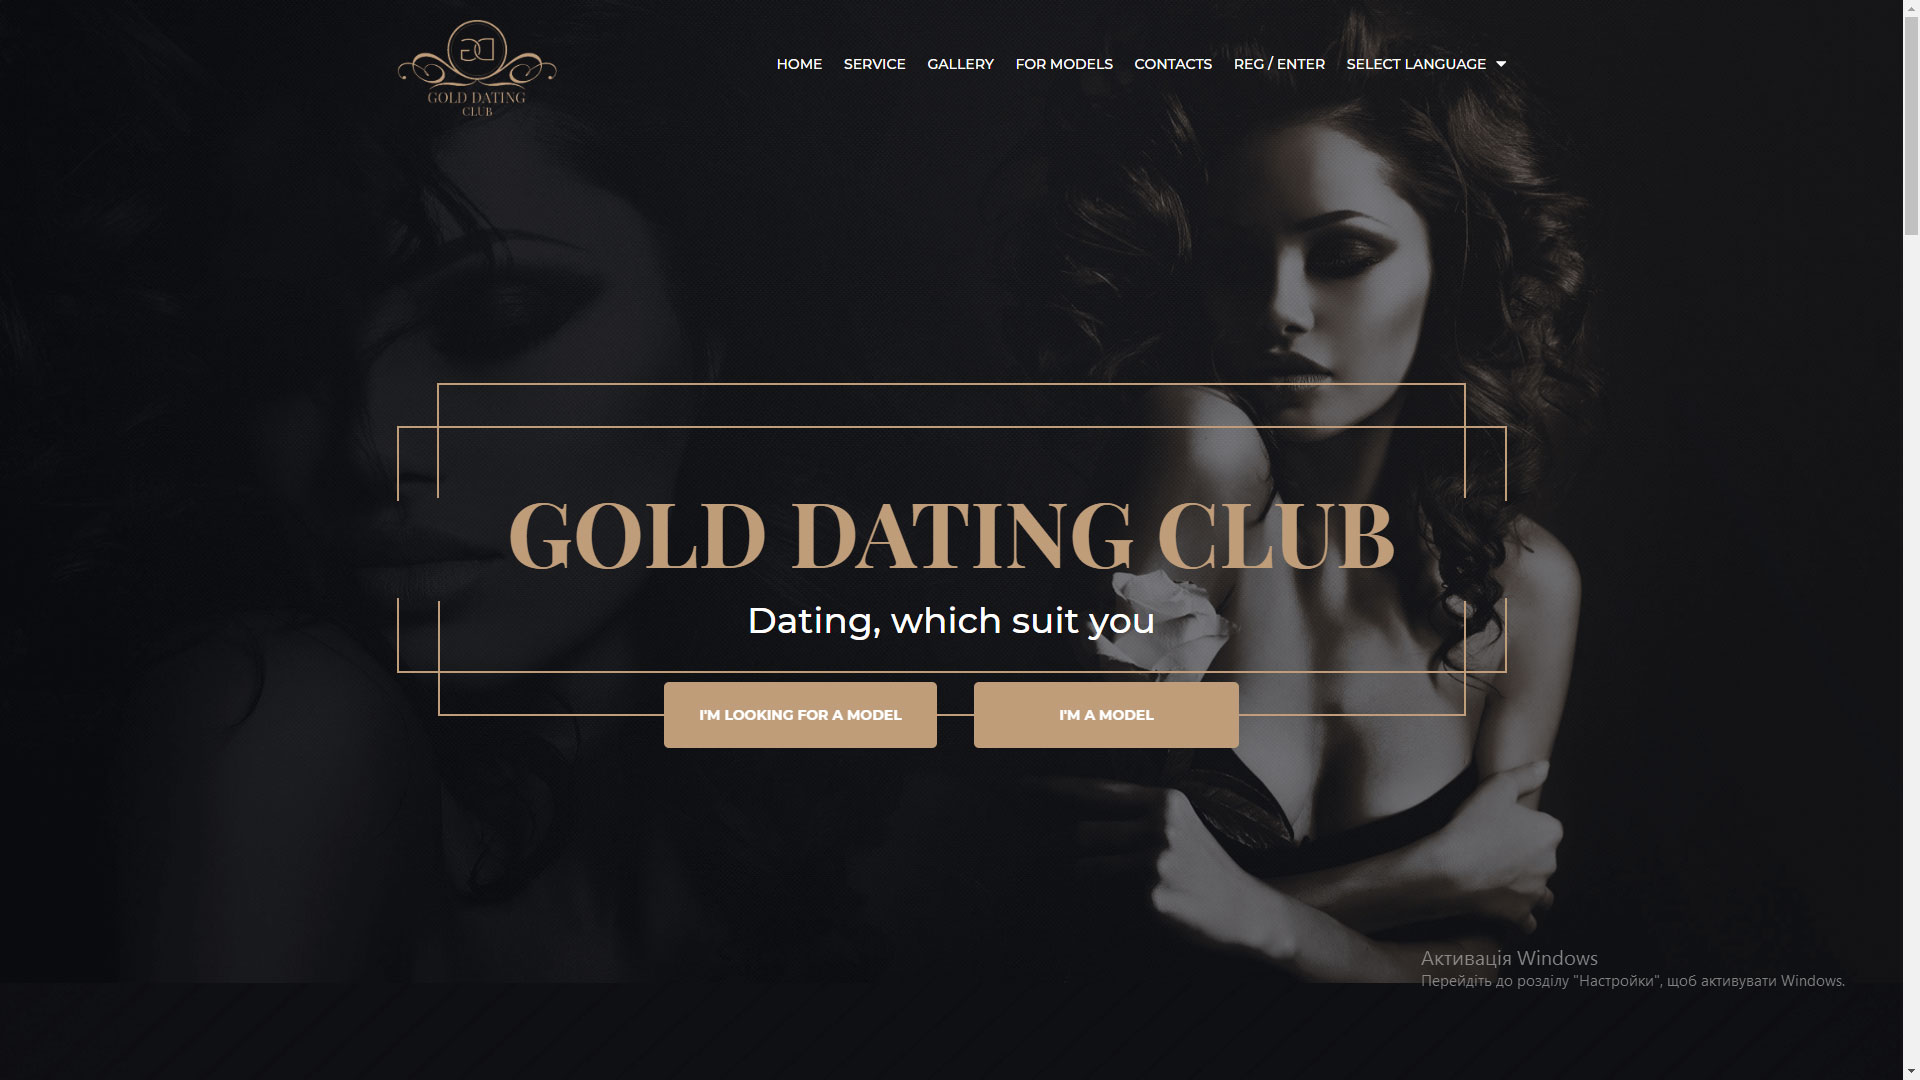 GOLD DATING
CLUB
HOME SERVICE GALLERY FOR MODELS CONTACTS REG / ENTER SELECT LANGUAGE
GOLD DATING CLUB
Dating, which suit you
I'M LOOKING FOR A MODEL
I'M A MODEL
Активація Windows
Перейдіть до розділу "Настройки", щоб активувати Windows.